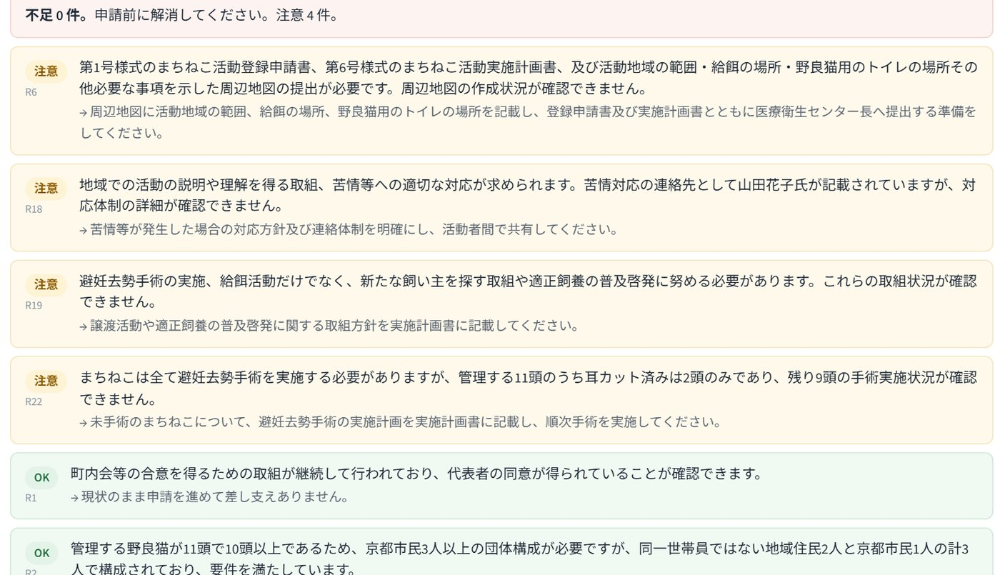 不足 0 件。申請前に解消してください。注意 4 件。
注意
R6
第1号様式のまちねこ活動登録申請書、第6号様式のまちねこ活動実施計画書、及び活動地域の範囲・給餌の場所・野良猫用のトイレの場所その
他必要な事項を示した周辺地図の提出が必要です。周辺地図の作成状況が確認できません。
→ 周辺地図に活動地域の範囲、給餌の場所、野良猫用のトイレの場所を記載し、登録申請書及び実施計画書とともに医療衛生センター長へ提出する準備を
してください。
注意
R18
地域での活動の説明や理解を得る取組、苦情等への適切な対応が求められます。苦情対応の連絡先として山田花子氏が記載されていますが、対
応体制の詳細が確認できません。
→ 苦情等が発生した場合の対応方針及び連絡体制を明確にし、活動者間で共有してください。
注意
R19
避妊去勢手術の実施、給餌活動だけでなく、新たな飼い主を探す取組や適正飼養の普及啓発に努める必要があります。これらの取組状況が確認
できません。
→ 譲渡活動や適正飼養の普及啓発に関する取組方針を実施計画書に記載してください。
注意
R22
まちねこは全て避妊去勢手術を実施する必要がありますが、管理する11頭のうち耳カット済みは2頭のみであり、残り9頭の手術実施状況が確認
できません。
→ 未手術のまちねこについて、避妊去勢手術の実施計画を実施計画書に記載し、順次手術を実施してください。
OK
R1
町内会等の合意を得るための取組が継続して行われており、代表者の同意が得られていることが確認できます。
→ 現状のまま申請を進めて差し支えありません。
OK
R2
管理する野良猫が11頭で10頭以上であるため、京都市民3人以上の団体構成が必要ですが、同一世帯員ではない地域住民2人と京都市民1人の計3
人で構成されており、要件を満たしています。